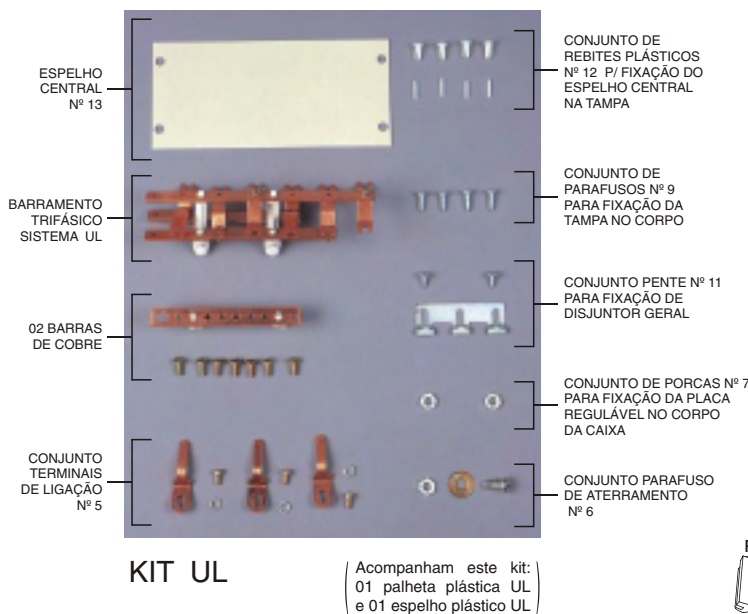 ESPELHO
CENTRAL
Nº 13
BARRAMENTO
TRIFÁSICO
SISTEMA UL
02 BARRAS
DE COBRE
CONJUNTO
TERMINAIS
DE LIGAÇÃO
Nº 5
CONJUNTO DE
REBITES PLÁSTICOS
Nº 12 P/ FIXAÇÃO DO
ESPELHO CENTRAL
NA TAMPA
CONJUNTO DE
PARAFUSOS Nº 9
PARA FIXAÇÃO DA
TAMPA NO CORPO
CONJUNTO PENTE Nº 11
PARA FIXAÇÃO DE
DISJUNTOR GERAL
CONJUNTO DE PORCAS Nº 7
PARA FIXAÇÃO DA PLACA
REGULÁVEL NO CORPO
DA CAIXA
CONJUNTO PARAFUSO
DE ATERRAMENTO
Nº 6
KIT UL
Acompanham este kit:
01 palheta plástica UL
e 01 espelho plástico UL